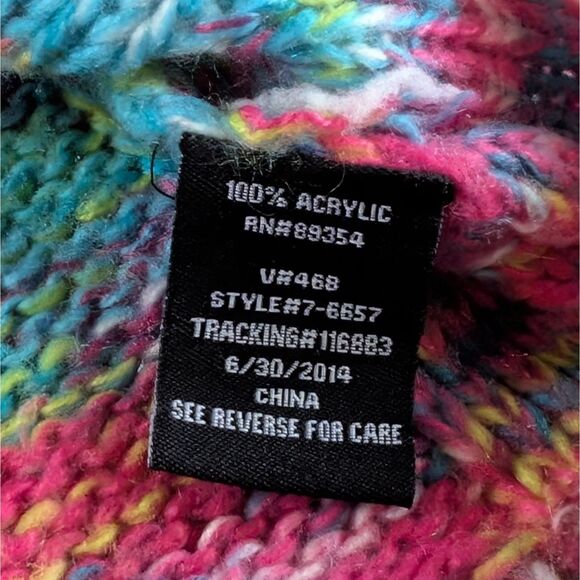 100% ACRYLIC
RN#89354
V#468
STYLE#7-6657
TRACKING#116883
6/30/2014
CHINA
SEE REVERSE FOR CARE